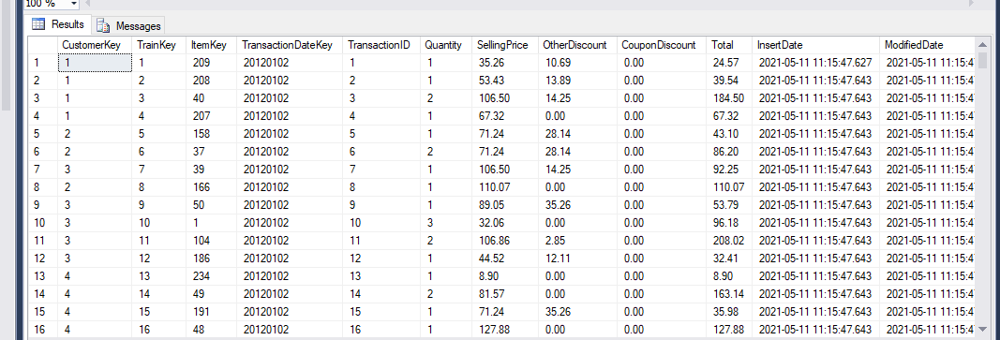 100 %
Results Messages
CustomerKey TrainKey ItemKey TransactionDateKey TransactionID Quantity SellingPrice OtherDiscount CouponDiscount Total InsertDate ModifiedDate
1 1 1 209 20120102 1 1 35.26 10.69 0.00 24.57 2021-05-11 11:15:47.627 2021-05-11 11:15:4
2 1 2 208 20120102 2 1 53.43 13.89 0.00 39.54 2021-05-11 11:15:47.643 2021-05-11 11:15:4
3 1 3 40 20120102 3 2 106.50 14.25 0.00 184.50 2021-05-11 11:15:47.643 2021-05-11 11:15:4
4 1 4 207 20120102 4 1 67.32 0.00 0.00 67.32 2021-05-11 11:15:47.643 2021-05-11 11:15:4
5 2 5 158 20120102 5 1 71.24 28.14 0.00 43.10 2021-05-11 11:15:47.643 2021-05-11 11:15:4
6 2 6 37 20120102 6 2 71.24 28.14 0.00 86.20 2021-05-11 11:15:47.643 2021-05-11 11:15:4
7 3 7 39 20120102 7 1 106.50 14.25 0.00 92.25 2021-05-11 11:15:47.643 2021-05-11 11:15:4
8 2 8 166 20120102 8 1 110.07 0.00 0.00 110.07 2021-05-11 11:15:47.643 2021-05-11 11:15:4
9 3 9 50 20120102 9 1 89.05 35.26 0.00 53.79 2021-05-11 11:15:47.643 2021-05-11 11:15:4
10 3 10 1 20120102 10 3 32.06 0.00 0.00 96.18 2021-05-11 11:15:47.643 2021-05-11 11:15:4
11 3 11 104 20120102 11 2 106.86 2.85 0.00 208.02 2021-05-11 11:15:47.643 2021-05-11 11:15:4
12 3 12 186 20120102 12 1 44.52 12.11 0.00 32.41 2021-05-11 11:15:47.643 2021-05-11 11:15:4
13 4 13 234 20120102 13 1 8.90 0.00 0.00 8.90 2021-05-11 11:15:47.643 2021-05-11 11:15:4
14 4 14 49 20120102 14 2 81.57 0.00 0.00 163.14 2021-05-11 11:15:47.643 2021-05-11 11:15:4
15 4 15 191 20120102 15 1 71.24 35.26 0.00 35.98 2021-05-11 11:15:47.643 2021-05-11 11:15:4
16 4 16 48 20120102 16 1 127.88 0.00 0.00 127.88 2021-05-11 11:15:47.643 2021-05-11 11:15:4